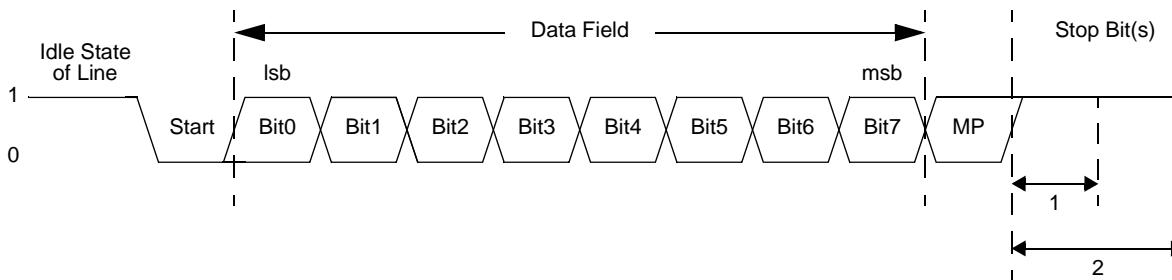 Data Field
Stop Bit(s)
Idle State
of Line
lsb
msb
1
Start
Bit0
Bit1
Bit2
Bit3
Bit4
Bit5
Bit6
Bit7
MP
0
1
2